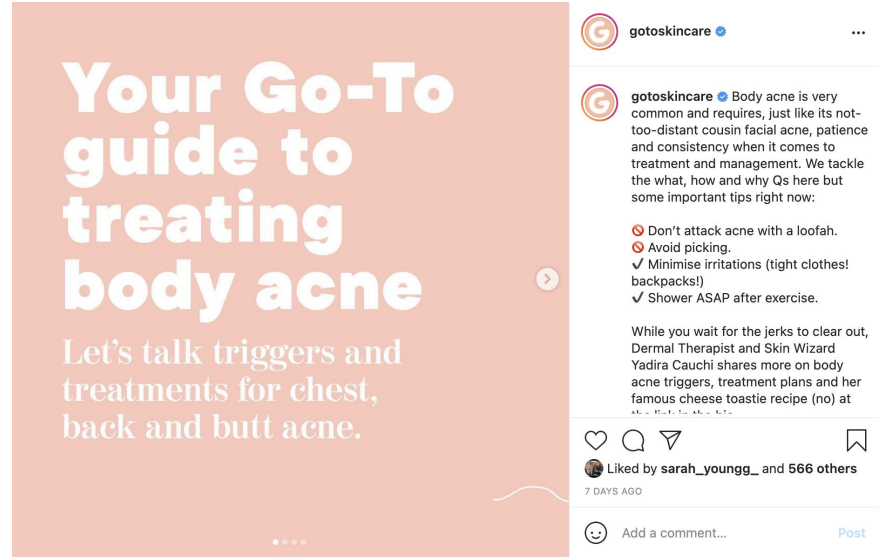 Your Go-To
guide to
treating
body acne
Let's talk triggers and
treatments for chest,
back and butt acne.
G
gotoskincare
G
gotoskincare Body acne is very
common and requires, just like its not-
too-distant cousin facial acne, patience
and consistency when it comes to
treatment and management. We tackle
the what, how and why Qs here but
some important tips right now:
🚫 Don't attack acne with a loofah.
🚫 Avoid picking.
✔ Minimise irritations (tight clothes!
backpacks!)
✔ Shower ASAP after exercise.
While you wait for the jerks to clear out,
Dermal Therapist and Skin Wizard
Yadira Cauchi shares more on body
acne triggers, treatment plans and her
famous cheese toastie recipe (no) at
the link in the bio
Liked by sarah_youngg_ and 566 others
7 DAYS AGO
Add a comment...
Post